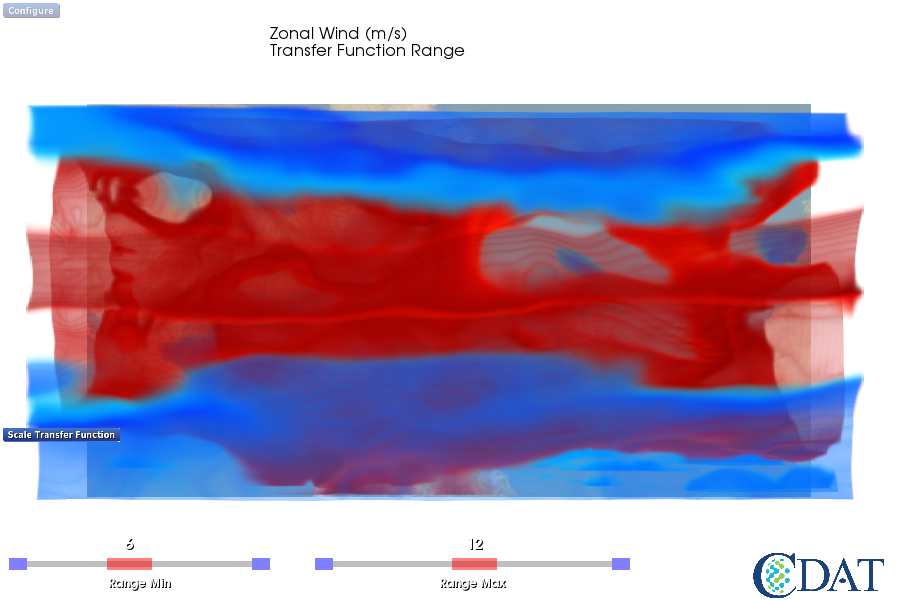 Configure
Zonal Wind (m/s)
Transfer Function Range
Scale Transfer Function
6
12
Range Min
Range Max
CDAT